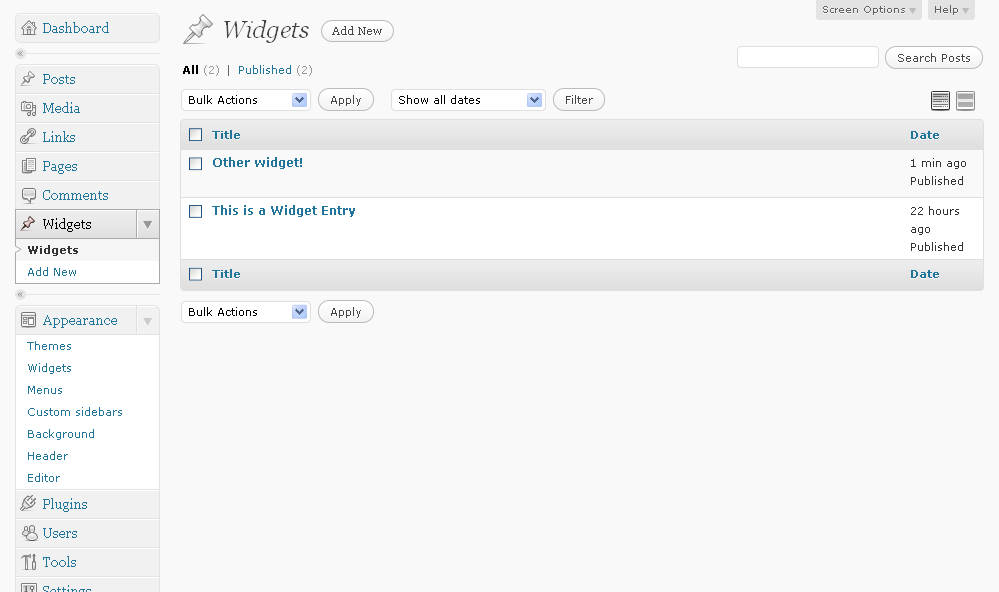 Screen Options
Help
Dashboard
Posts
Media
Links
Pages
Comments
Widgets
Widgets
Add New
Appearance
Themes
Widgets
Menus
Custom sidebars
Background
Header
Editor
Plugins
Users
Tools
Settings
Widgets Add New
All (2) | Published (2)
Search Posts
Bulk Actions Apply Show all dates Filter
Title Date
Other widget! 1 min ago
Published
This is a Widget Entry 22 hours
ago
Published
Title Date
Bulk Actions Apply